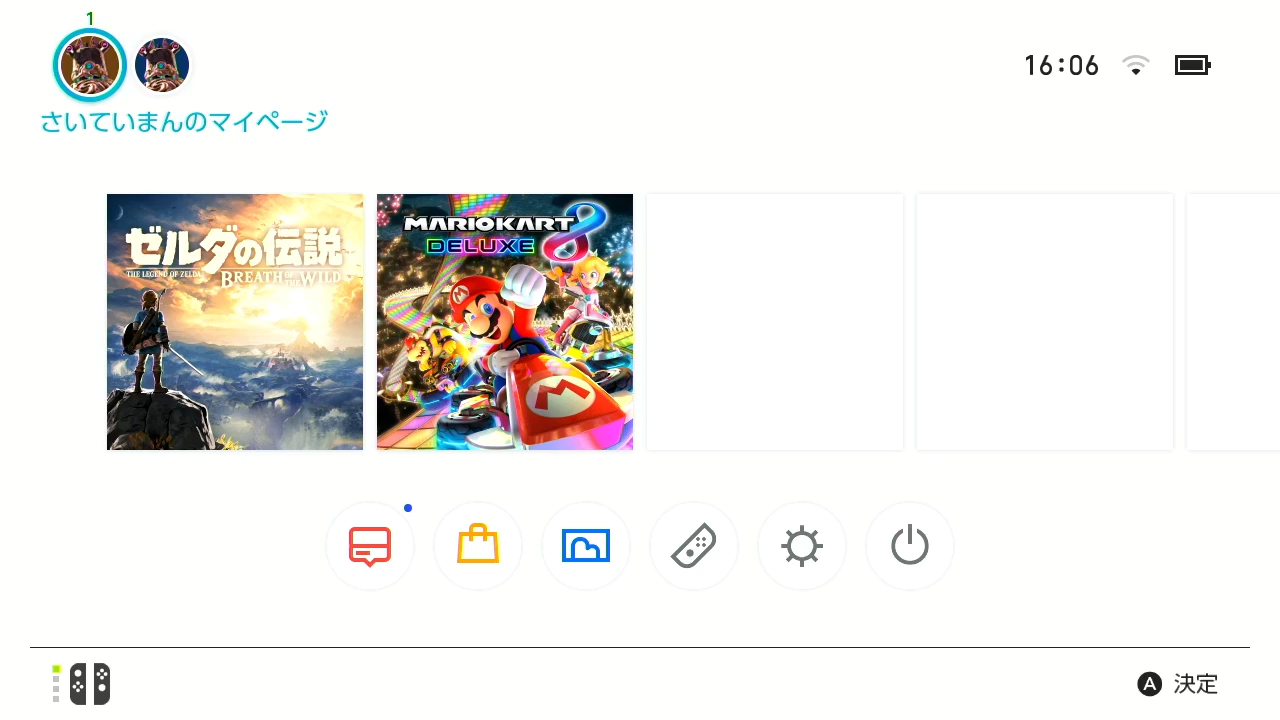 1
16:06
さいていまんのマイページ
ゼルダの伝説
THE LEGEND OF ZELDA
BREATH OF THE WILD
MARIOKART 8
DELUXE
M
M
A 決定